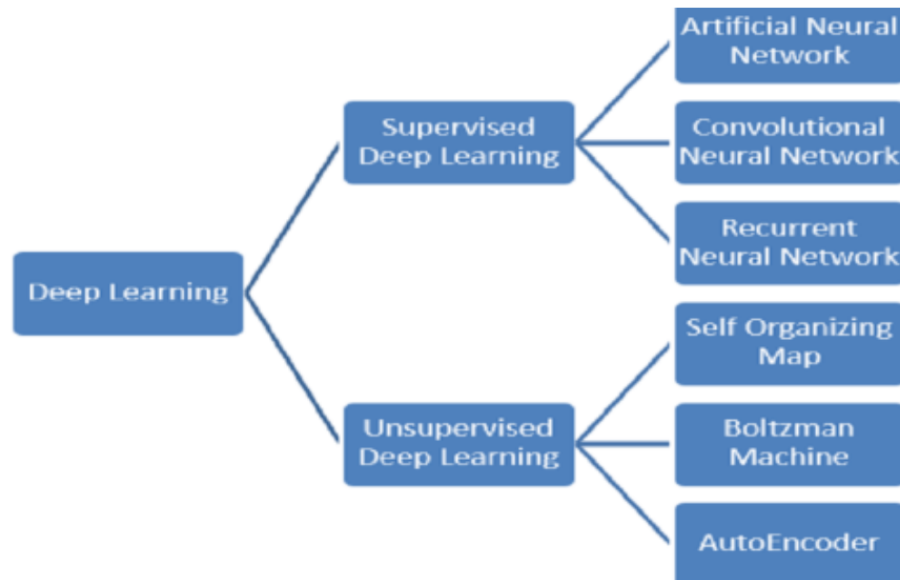 Artificial Neural
Network
Supervised
Deep Learning
Convolutional
Neural Network
Recurrent
Neural Network
Deep Learning
Self Organizing
Map
Unsupervised
Deep Learning
Boltzman
Machine
AutoEncoder